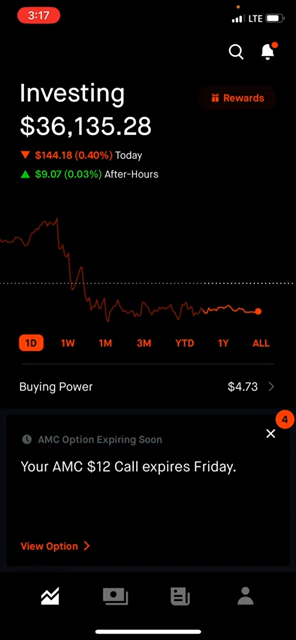 3:17
LTE
Investing
Rewards
$36,135.28
▼ $144.18 (0.40%) Today
▲ $9.07 (0.03%) After-Hours
1D 1W 1M 3M YTD 1Y ALL
Buying Power $4.73
4
AMC Option Expiring Soon
Your AMC $12 Call expires Friday.
View Option